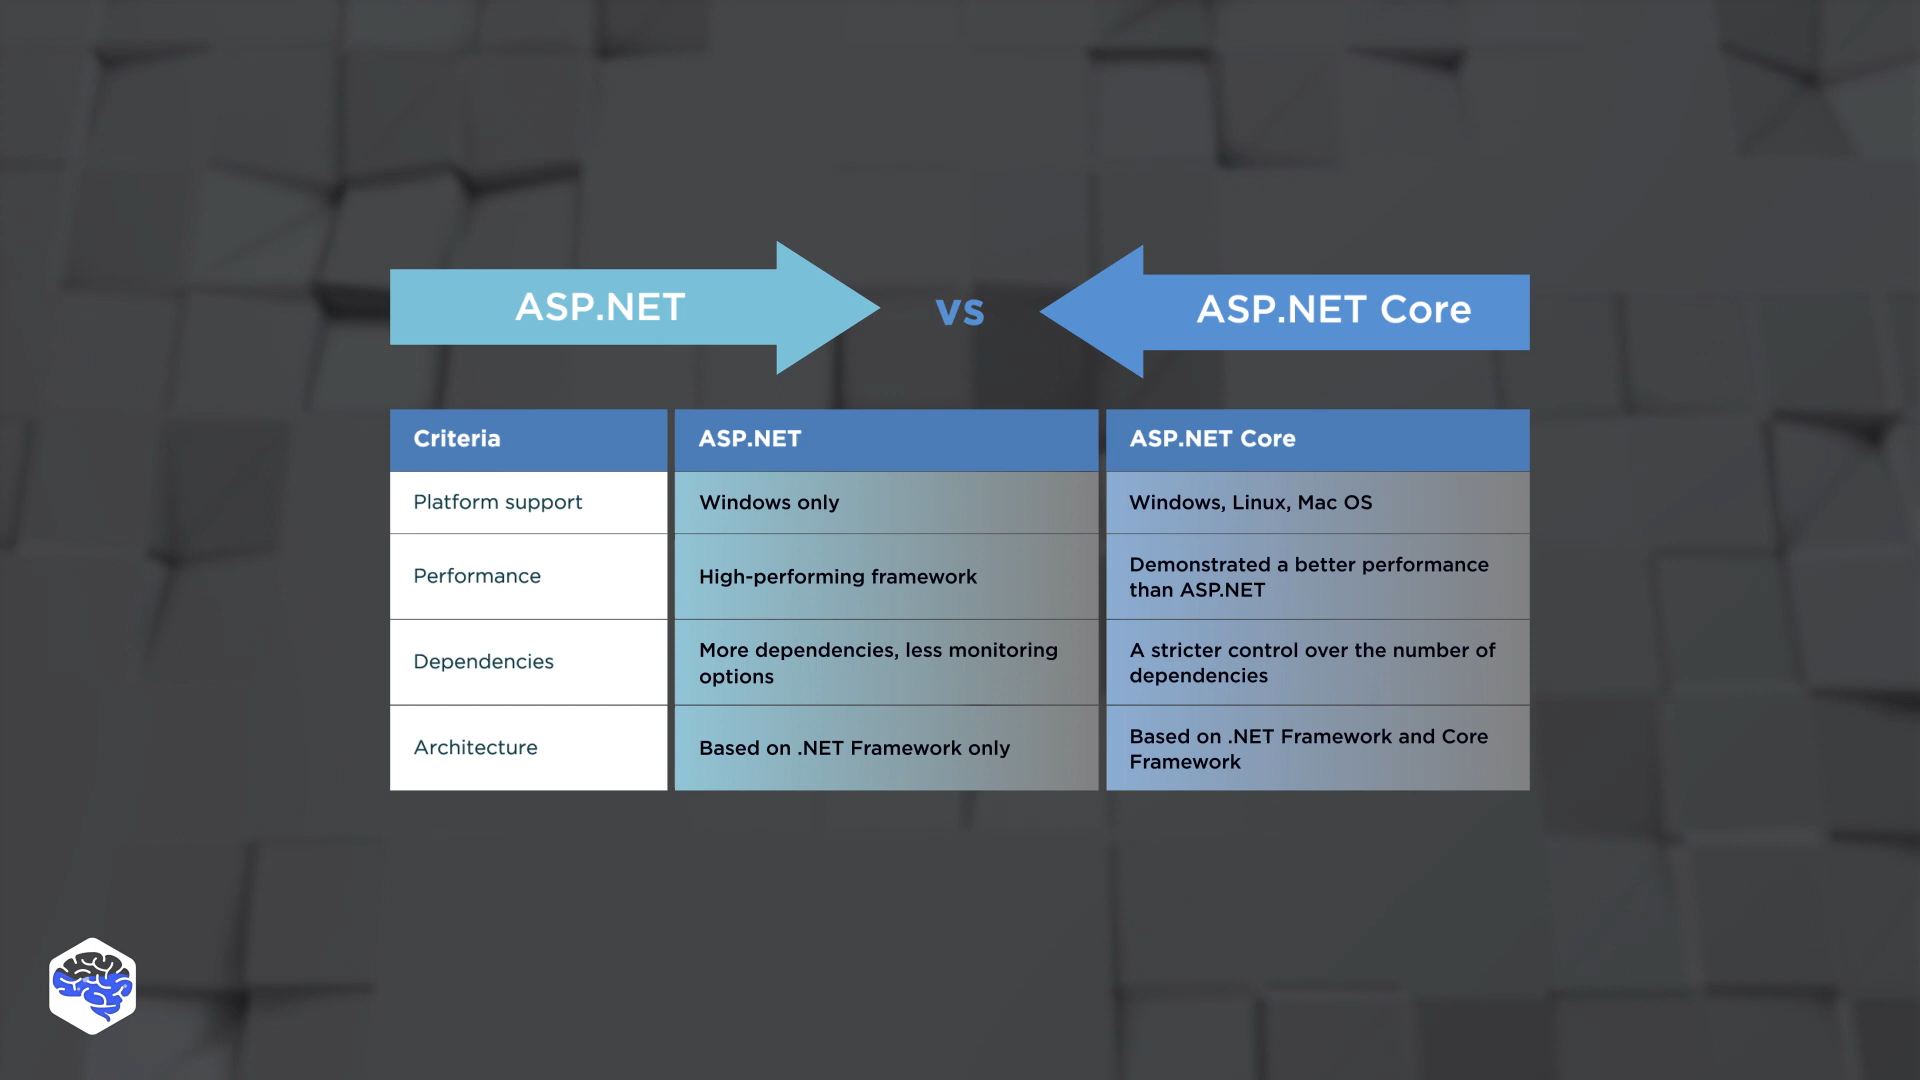 ASP.NET
VS
ASP.NET Core
Criteria
ASP.NET
ASP.NET Core
Platform support
Windows only
Windows, Linux, Mac OS
Performance
High-performing framework
Demonstrated a better performance
than ASP.NET
Dependencies
More dependencies, less monitoring
options
A stricter control over the number of
dependencies
Architecture
Based on .NET Framework only
Based on .NET Framework and Core
Framework